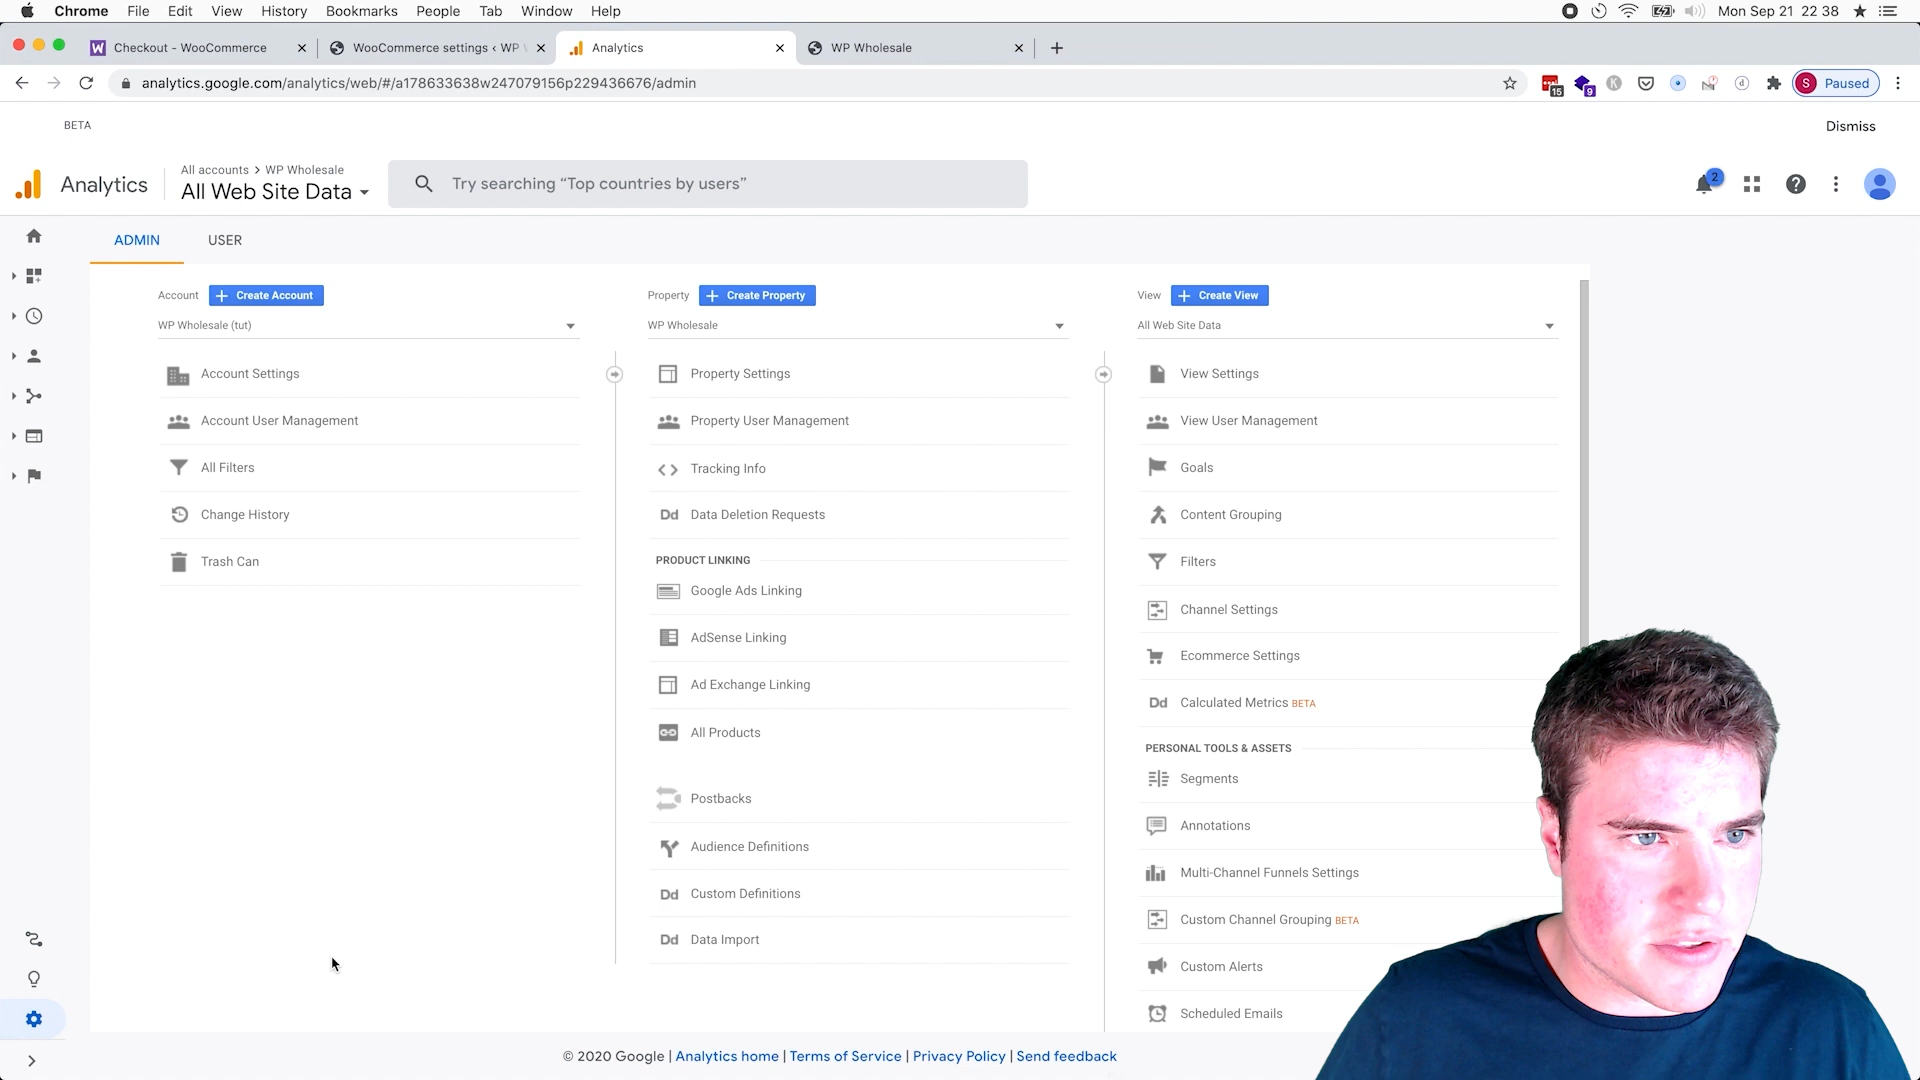 Chrome File Edit View History Bookmarks People Tab Window Help Mon Sep 21 22 38
W Checkout - WooCommerce WooCommerce settings ‹ WP Analytics WP Wholesale
analytics.google.com/analytics/web/#/a178633638w247079156p229436676/admin 15 9 K d S Paused
BETA Dismiss
All accounts > WP Wholesale
Analytics All Web Site Data Try searching “Top countries by users” 2
ADMIN USER
Account + Create Account
WP Wholesale (tut)
Account Settings
Account User Management
All Filters
Change History
Trash Can
Property + Create Property
WP Wholesale
Property Settings
Property User Management
<> Tracking Info
Dd Data Deletion Requests
PRODUCT LINKING
Google Ads Linking
AdSense Linking
Ad Exchange Linking
All Products
Postbacks
Audience Definitions
Dd Custom Definitions
Dd Data Import
View + Create View
All Web Site Data
View Settings
View User Management
Goals
Content Grouping
Filters
Channel Settings
Ecommerce Settings
Dd Calculated Metrics BETA
PERSONAL TOOLS & ASSETS
Segments
Annotations
Multi-Channel Funnels Settings
Custom Channel Grouping BETA
Custom Alerts
Scheduled Emails
© 2020 Google | Analytics home | Terms of Service | Privacy Policy | Send feedback